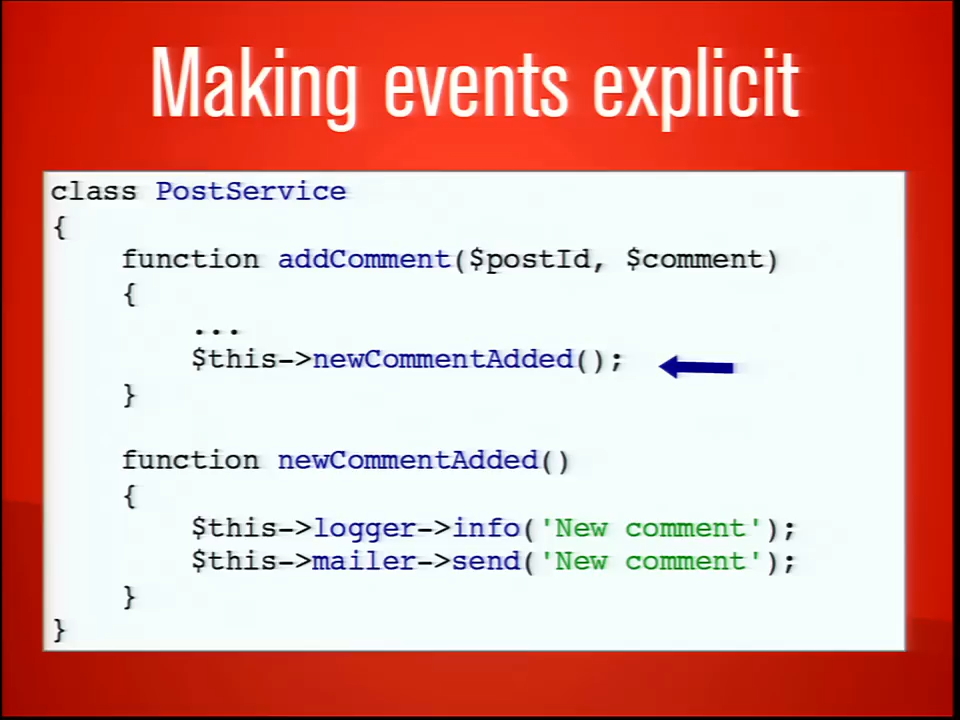 Making events explicit
class PostService
{
    function addComment($postId, $comment)
    {
        ...
        $this->newCommentAdded();
    }

    function newCommentAdded()
    {
        $this->logger->info('New comment');
        $this->mailer->send('New comment');
    }
}